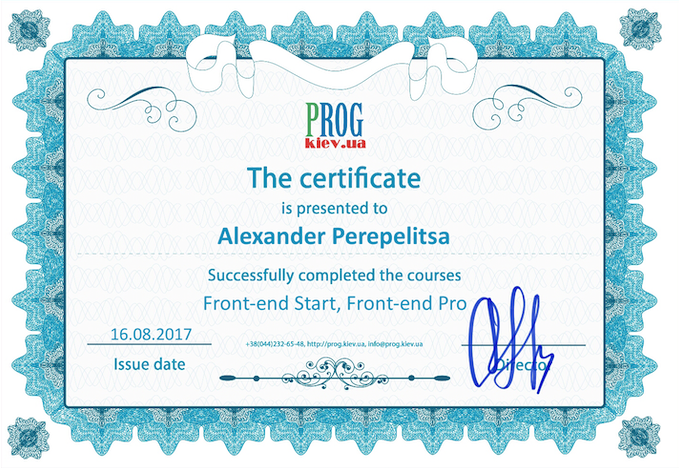 PROG
kiev.ua
The certificate
is presented to
Alexander Perepelitsa
Successfully completed the courses
Front-end Start, Front-end Pro
16.08.2017
+38(044)232-65-48, http://prog.kiev.ua, info@prog.kiev.ua
Issue date
Director